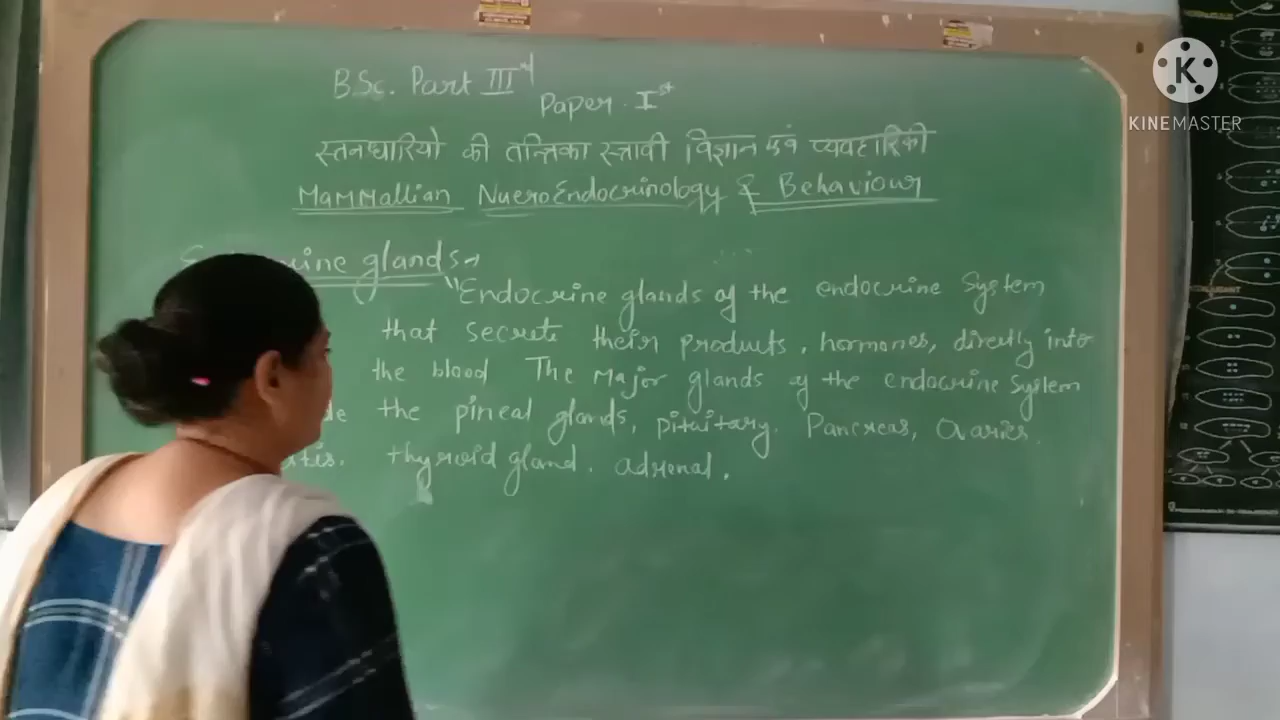 B.Sc. Part III rd
Paper. I st
स्तनधारियो की तन्त्रिका स्त्रावी विज्ञान एवं व्यवहारिकी
Mammallian NueroEndocrinology & Behaviour
glands →
"Endocrine glands of the endocrine System
that secrete their products, hormones, directly into
the blood The Major glands of the endocrine System
the pineal glands, pituitary. Pancreas, Ovaries.
thyroid gland. adrenal.
KINEMASTER